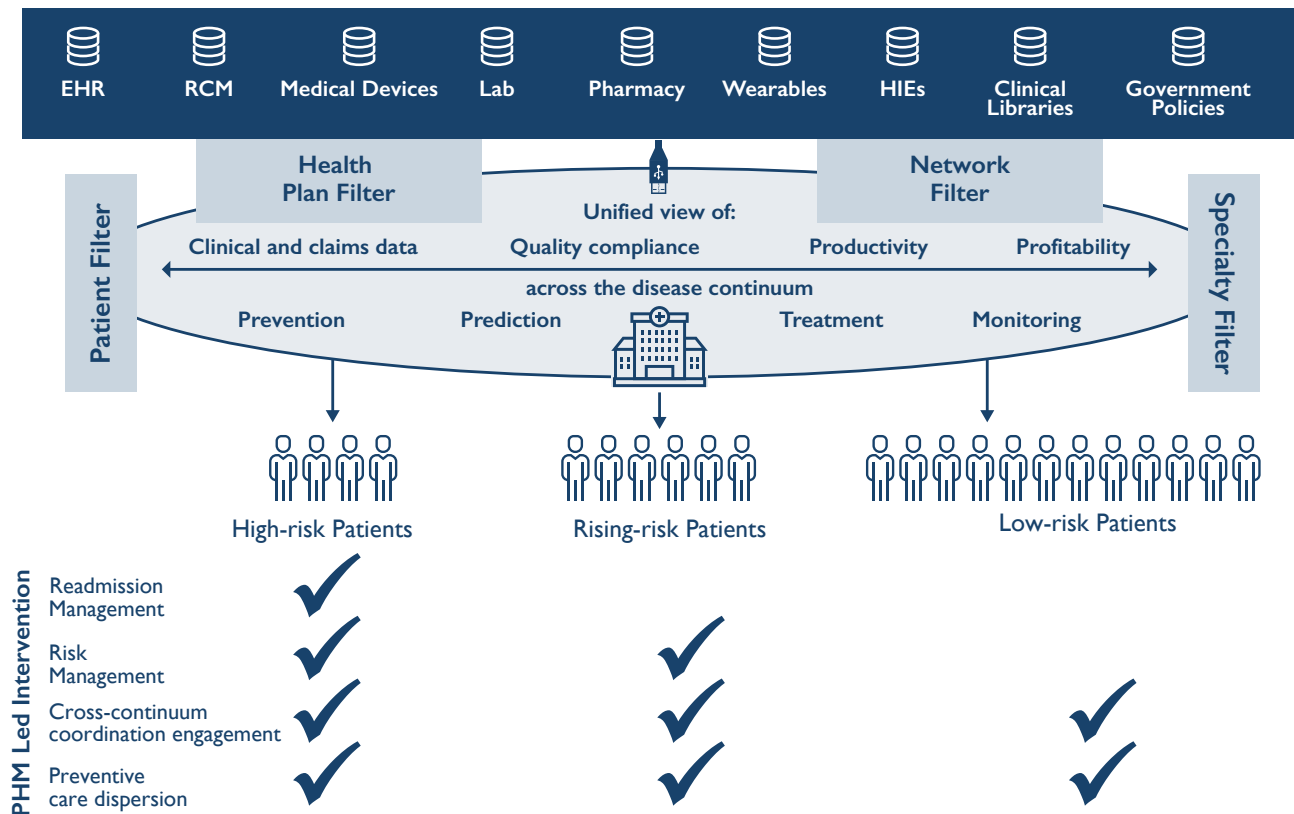 EHR
RCM
Medical Devices
Lab
Pharmacy
Wearables
HIEs
Clinical
Libraries
Government
Policies
Health
Plan Filter
Network
Filter
Patient Filter
Specialty Filter
Unified view of:
Clinical and claims data
Quality compliance
Productivity
Profitability
across the disease continuum
Prevention
Prediction
Treatment
Monitoring
High-risk Patients
Rising-risk Patients
Low-risk Patients
PHM Led Intervention
Readmission
Management
Risk
Management
Cross-continuum
coordination engagement
Preventive
care dispersion